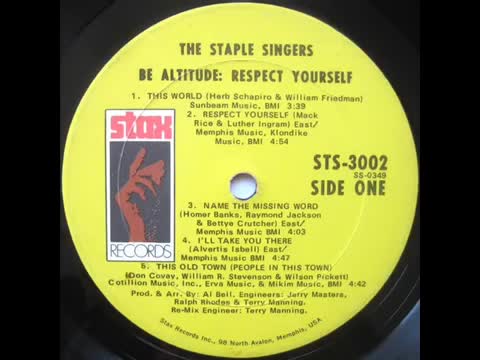 THE STAPLE SINGERS
BE ALTITUDE: RESPECT YOURSELF
1. THIS WORLD (Herb Schapiro & William Friedman)
Sunbeam Music, BMI 3:39
2. RESPECT YOURSELF (Mack
Rice & Luther Ingram) East/
Memphis Music, Klondike
Music, BMI 4:54
stax
RECORDS
STS-3002
SS-0349
SIDE ONE
3. NAME THE MISSING WORD
(Homer Banks, Raymond Jackson
& Bettye Crutcher) East/
Memphis Music BMI 4:03
4. I'LL TAKE YOU THERE
(Alvertis Isbell) East/
Memphis Music BMI 4:47
5. THIS OLD TOWN (PEOPLE IN THIS TOWN)
(Don Covay, William R. Stevenson & Wilson Pickett)
Cotillion Music, Inc., Erva Music, & Mikim Music, BMI 4:42
Prod. & Arr. By: Al Bell. Engineers: Jerry Masters,
Ralph Rhodes & Terry Manning.
Re-Mix Engineer: Terry Manning.
Stax Records Inc., 98 North Avalon, Memphis, USA